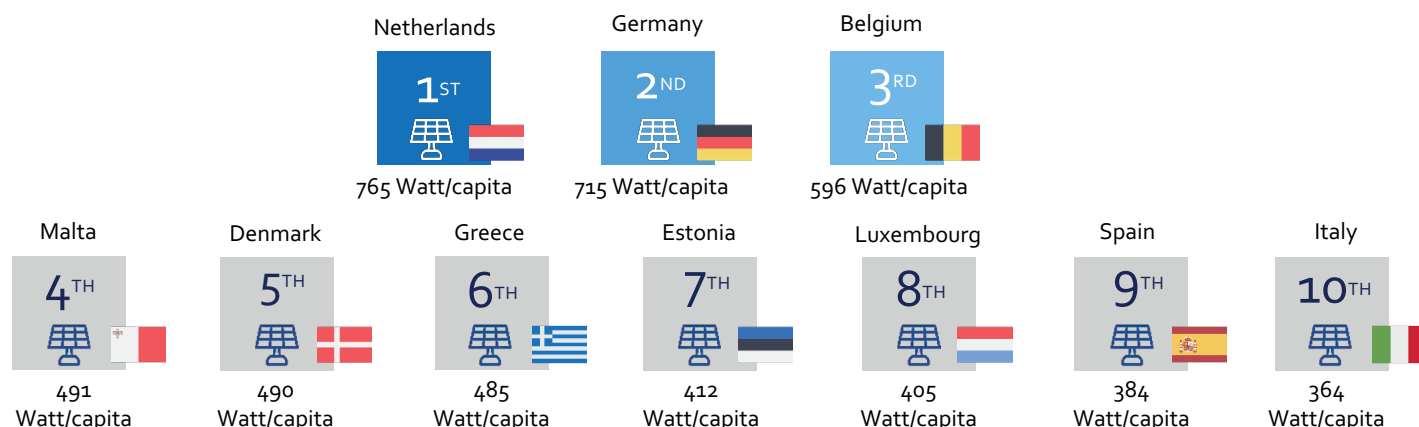 Netherlands
Germany
Belgium
1ST
2ND
3RD
765 Watt/capita
715 Watt/capita
596 Watt/capita
Malta
Denmark
Greece
Estonia
Luxembourg
Spain
Italy
4TH
5TH
6TH
7TH
8TH
9TH
10TH
491
Watt/capita
490
Watt/capita
485
Watt/capita
412
Watt/capita
405
Watt/capita
384
Watt/capita
364
Watt/capita